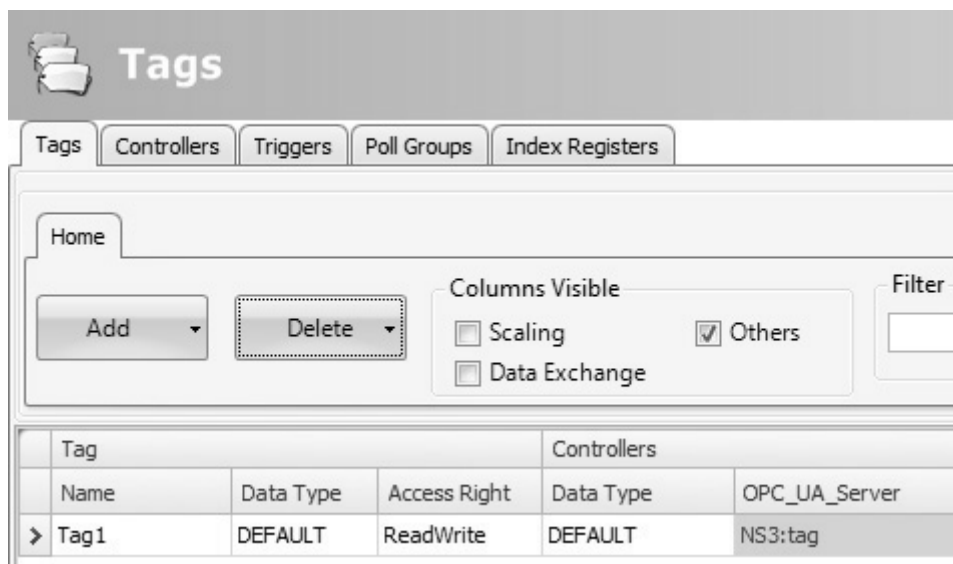 Tags
Tags Controllers Triggers Poll Groups Index Registers
Home
Columns Visible Filter
Add Delete Scaling Others
Data Exchange
Tag Controllers
Name Data Type Access Right Data Type OPC_UA_Server
Tag1 DEFAULT ReadWrite DEFAULT NS3:tag